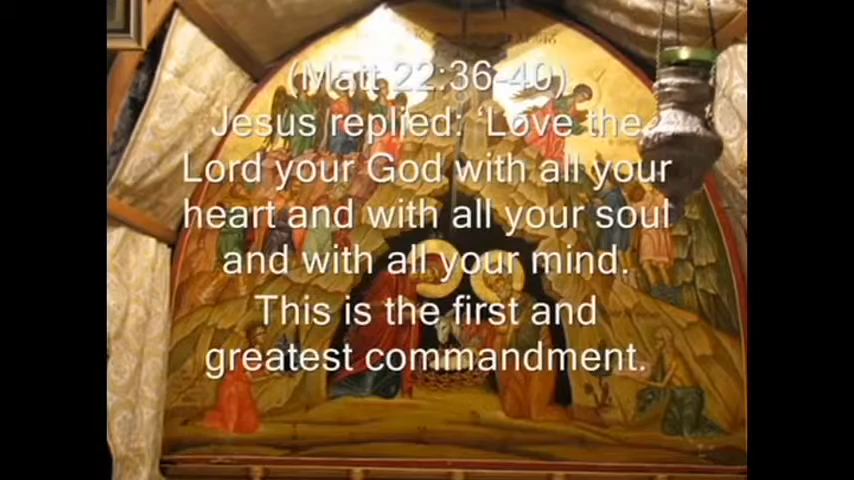 (Matt 22:36-40)
Jesus replied: ‘Love the
Lord your God with all your
heart and with all your soul
and with all your mind.
This is the first and
greatest commandment.